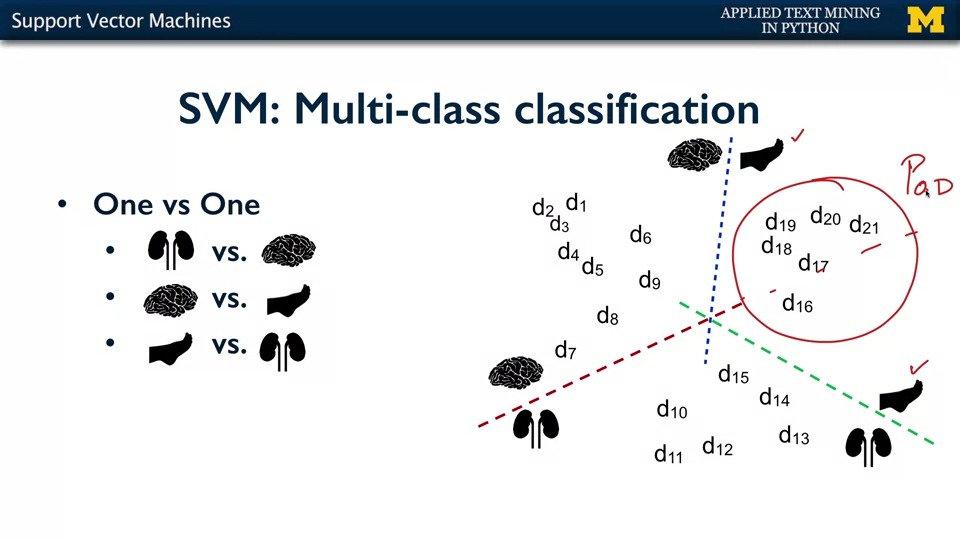 Support Vector Machines
APPLIED TEXT MINING
IN PYTHON
M
SVM: Multi-class classification
• One vs One
• vs.
• vs.
• vs.
PoD
d2 d1
d3
d4
d5
d6
d9
d8
d7
d19 d20 d21
d18
d17
d16
d15
d14
d13
d10
d11
d12